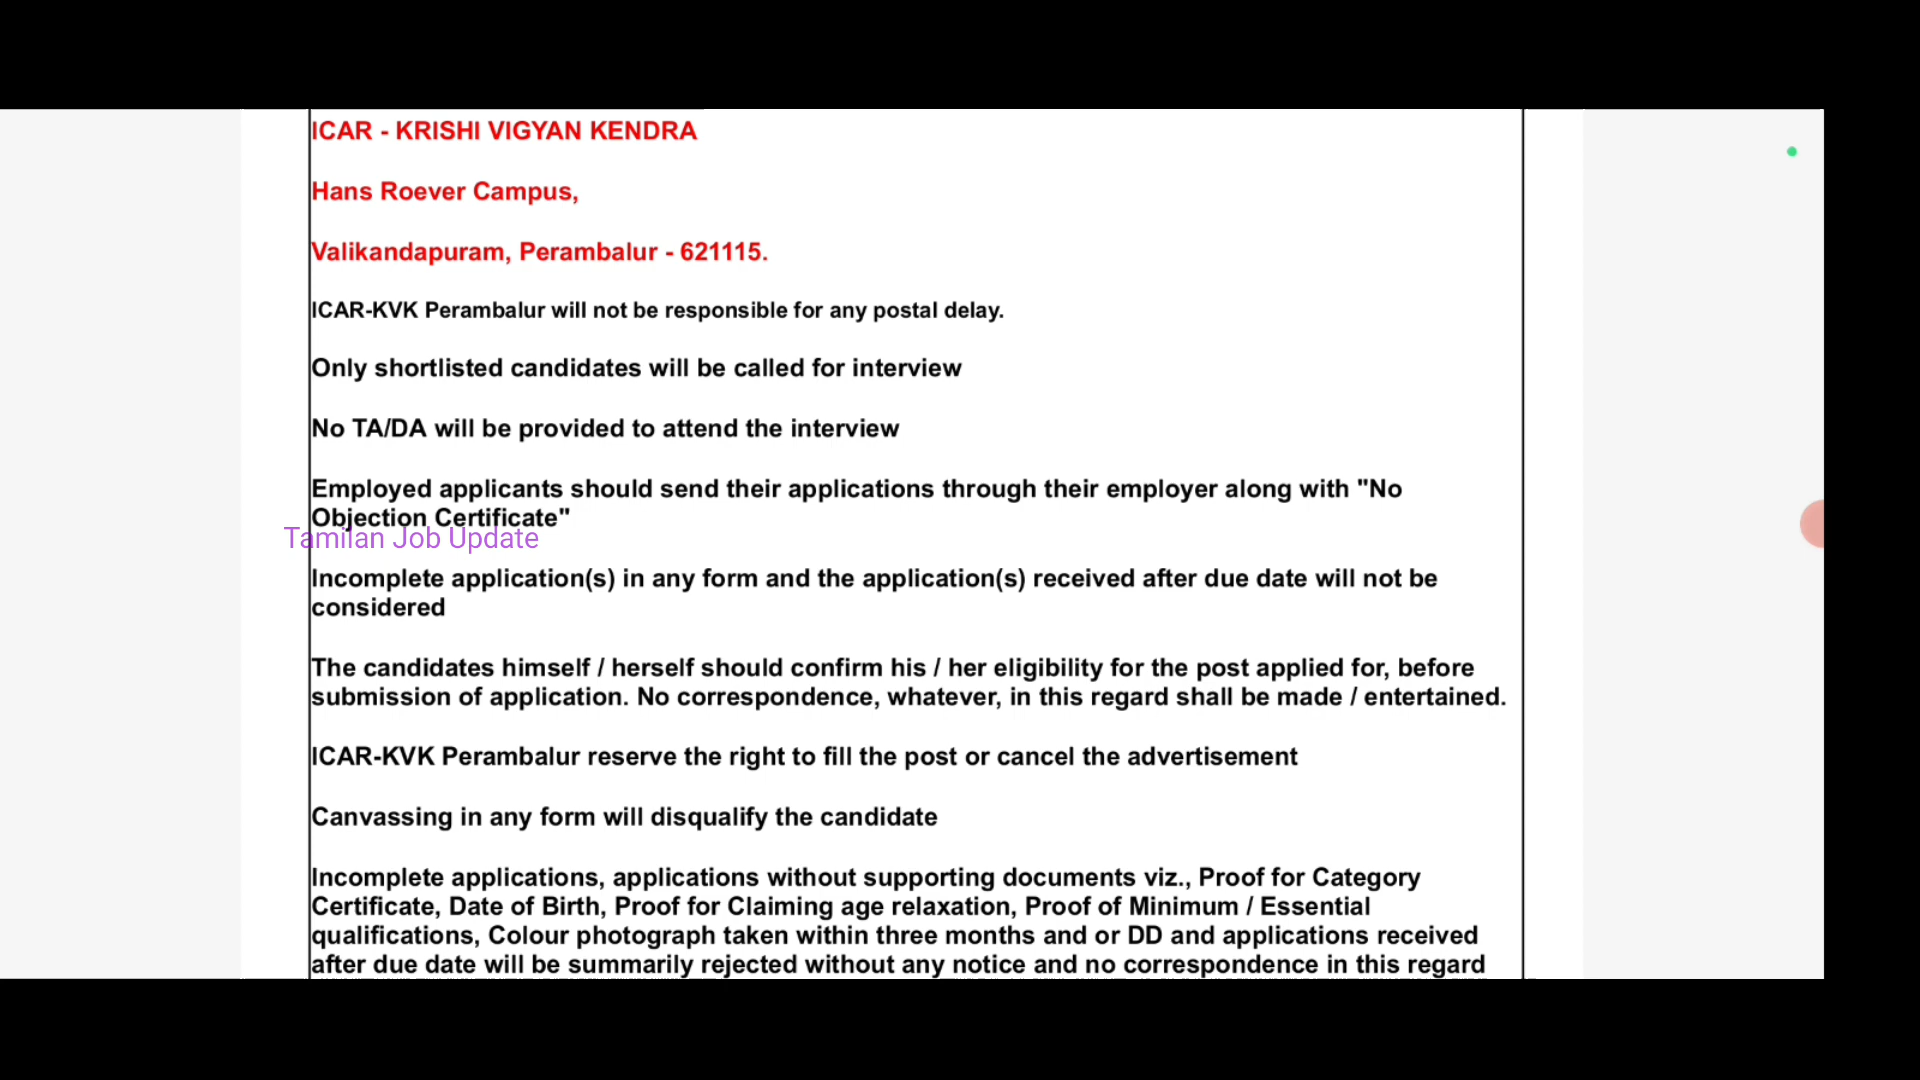 ICAR - KRISHI VIGYAN KENDRA
Hans Roever Campus,
Valikandapuram, Perambalur - 621115.
ICAR-KVK Perambalur will not be responsible for any postal delay.
Only shortlisted candidates will be called for interview
No TA/DA will be provided to attend the interview
Employed applicants should send their applications through their employer along with "No
Objection Certificate"
Tamilan Job Update
Incomplete application(s) in any form and the application(s) received after due date will not be
considered
The candidates himself / herself should confirm his / her eligibility for the post applied for, before
submission of application. No correspondence, whatever, in this regard shall be made / entertained.
ICAR-KVK Perambalur reserve the right to fill the post or cancel the advertisement
Canvassing in any form will disqualify the candidate
Incomplete applications, applications without supporting documents viz., Proof for Category
Certificate, Date of Birth, Proof for Claiming age relaxation, Proof of Minimum / Essential
qualifications, Colour photograph taken within three months and or DD and applications received
after due date will be summarily rejected without any notice and no correspondence in this regard